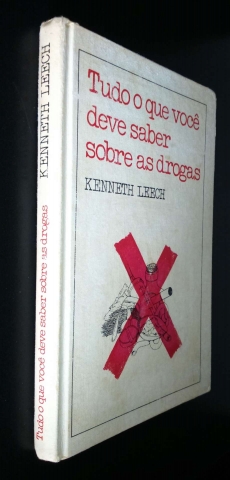 Tudo o que você
deve saber
sobre as drogas
KENNETH LEECH
Tudo o que você deve saber sobre as drogas
KENNETH LEECH